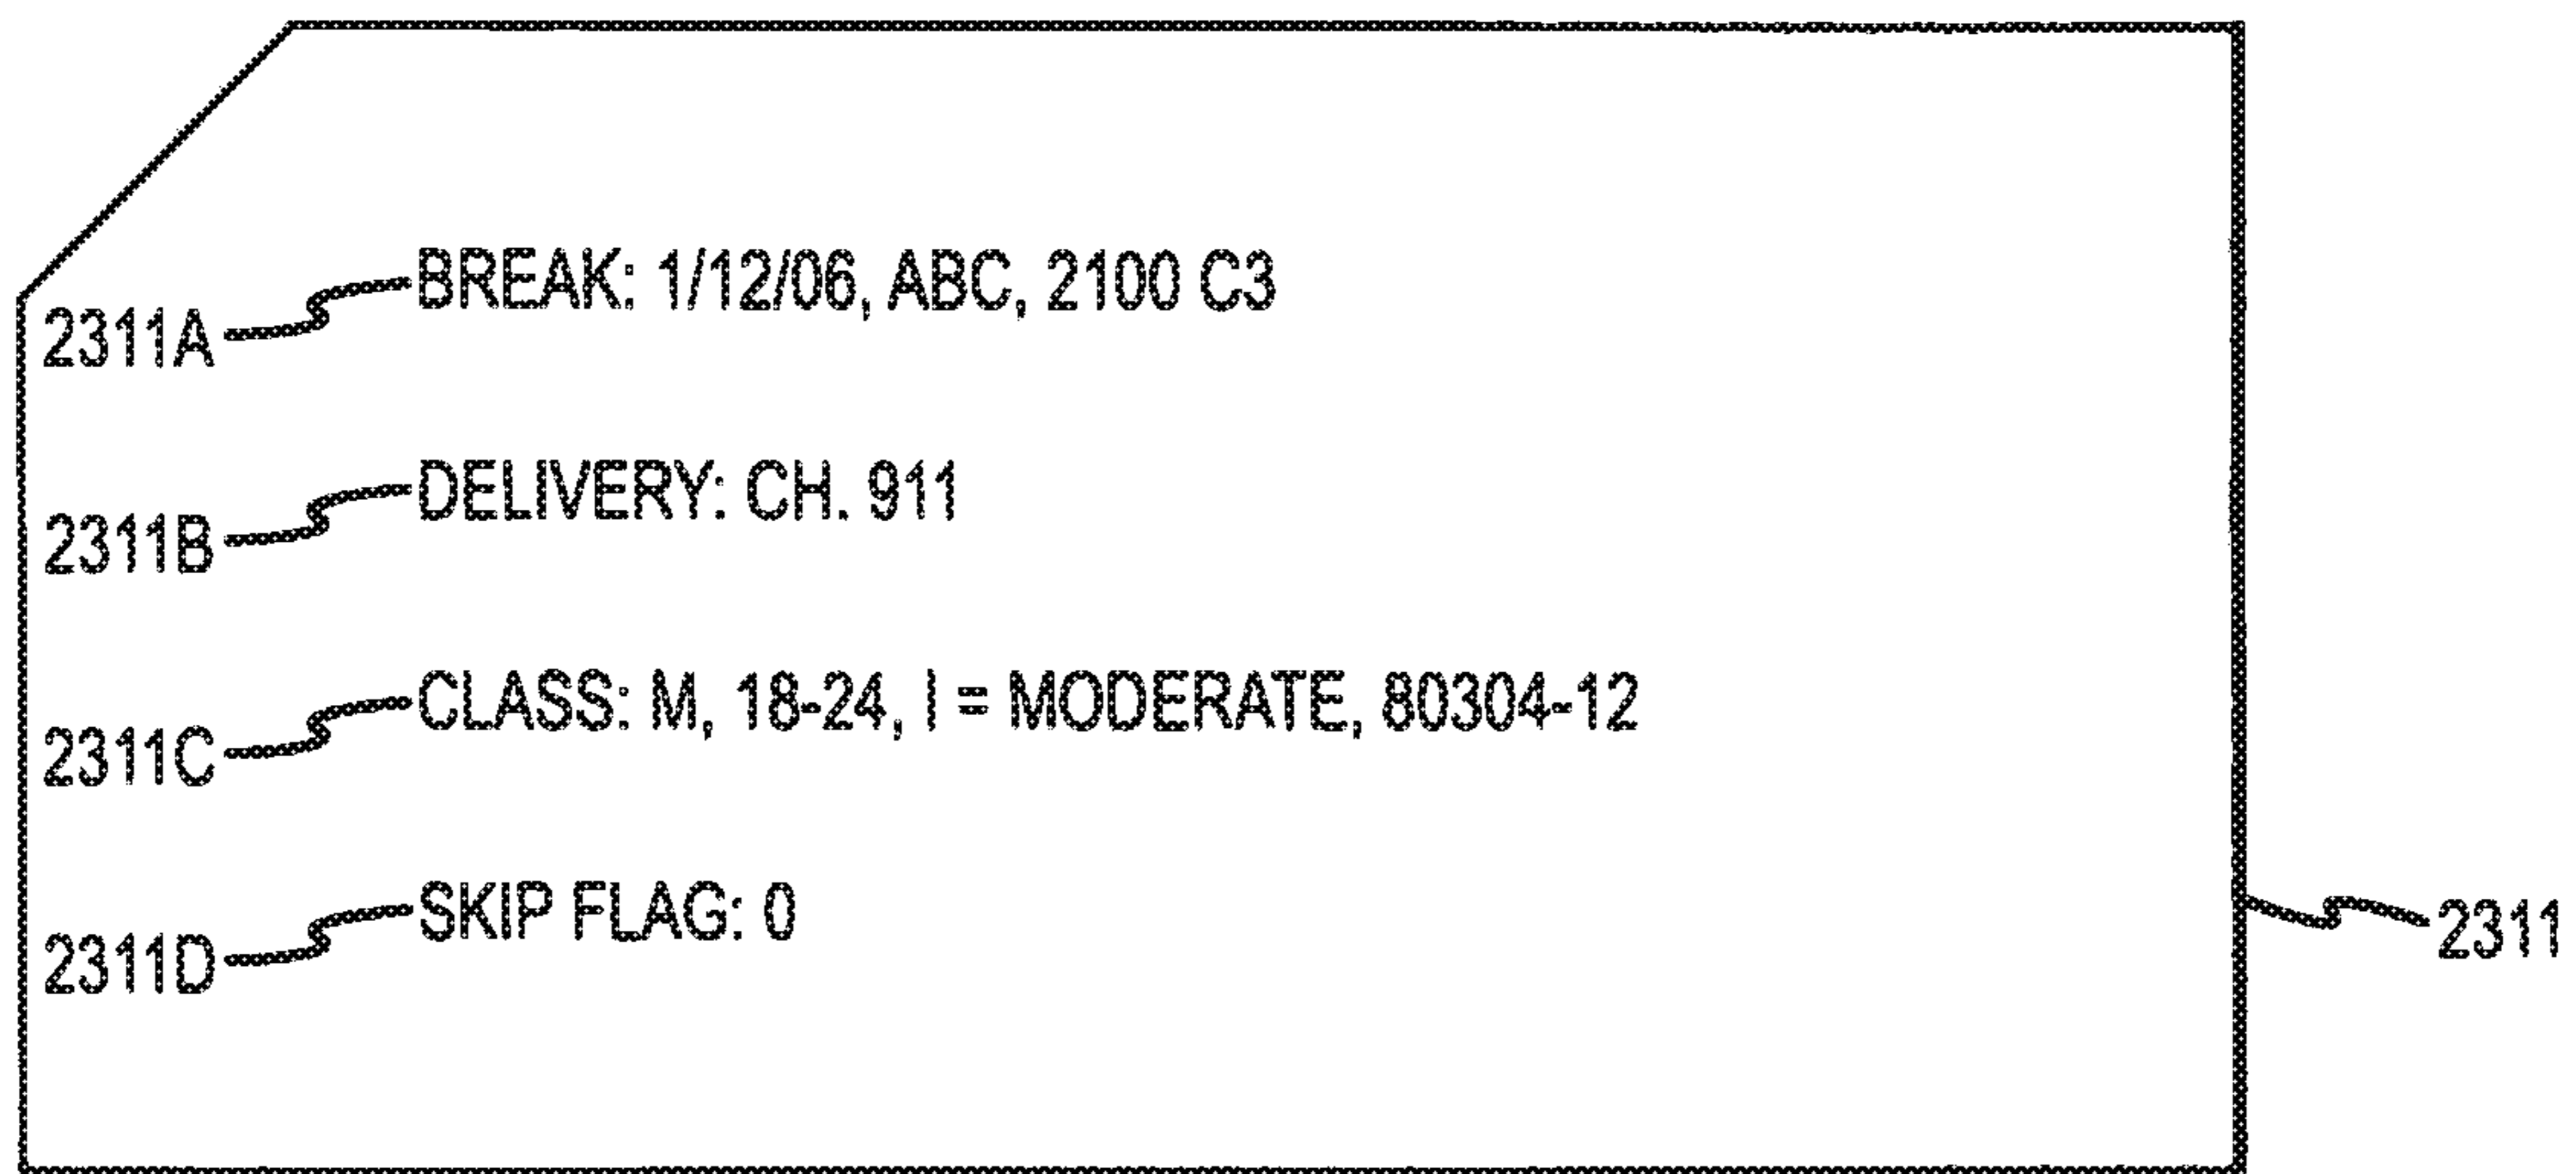 BREAK: 1/12/06, ABC, 2100 C3
2311A
DELIVERY: CH. 911
2311B
CLASS: M, 18-24, I = MODERATE, 80304-12
2311C
SKIP FLAG: 0
2311D
2311